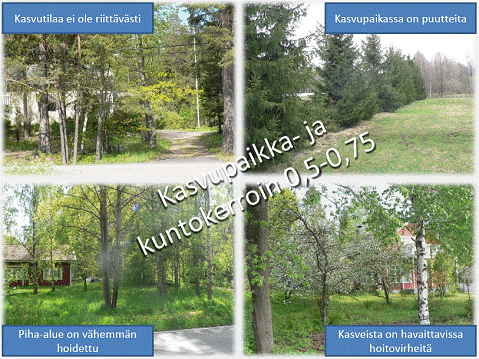 Kasvutilaa ei ole riittävästi
Kasvupaikassa on puutteita
Kasvupaikka- ja
kuntokerroin 0,5-0,75
Piha-alue on vähemmän
hoidettu
Kasveista on havaittavissa
hoitovirheitä